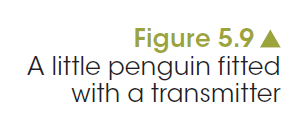 Figure 5.9 ▲
A little penguin fitted
with a transmitter